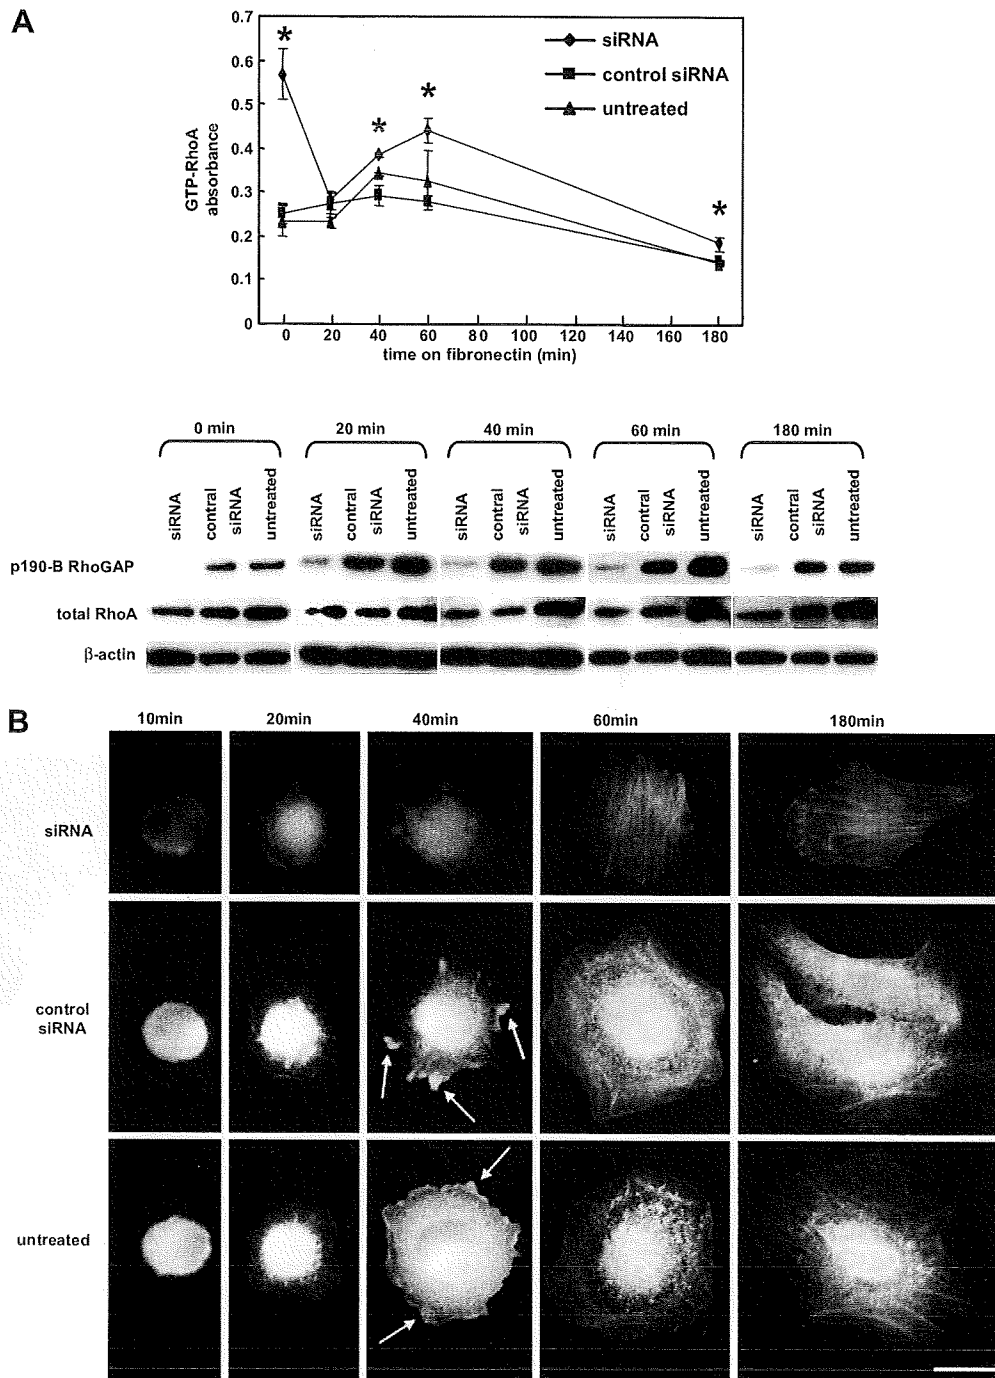 A
0.7
0.6
0.5
0.4
0.3
0.2
0.1
0
GTP-RhoA
absorbance
* * * *
siRNA
control siRNA
untreated
0 20 40 60 80 100 120 140 160 180
time on fibronectin (min)
0 min 20 min 40 min 60 min 180 min
siRNA contral siRNA untreated siRNA control siRNA untreated siRNA control siRNA untreated siRNA control siRNA untreated siRNA control siRNA untreated
p190-B RhoGAP
total RhoA
β-actin
B
10min 20min 40min 60min 180min
siRNA
control
siRNA
untreated